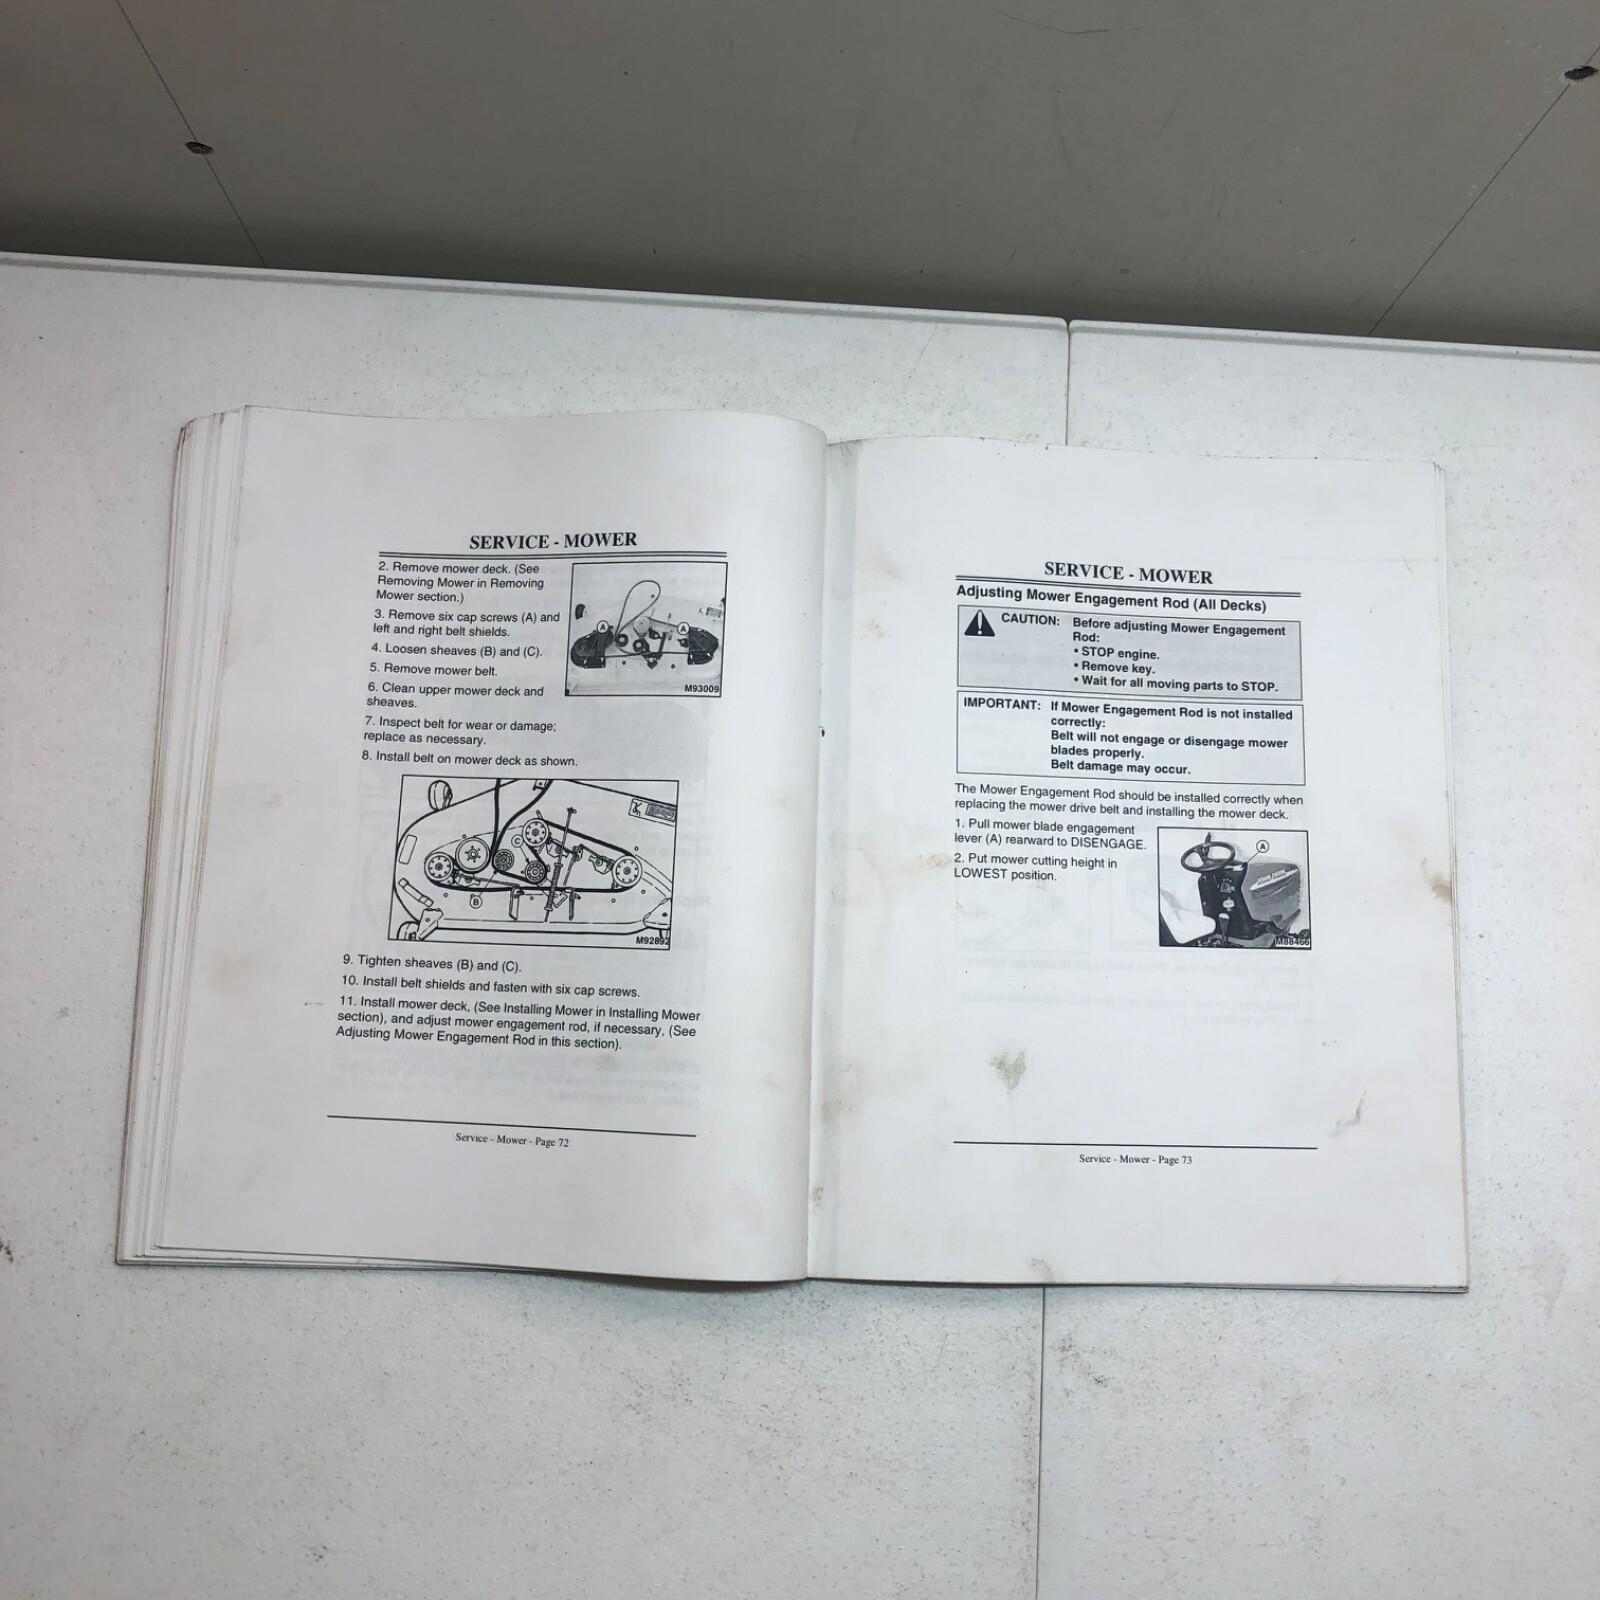 SERVICE - MOWER
2. Remove mower deck. (See
Removing Mower in Removing
Mower section.)
3. Remove six cap screws (A) and
left and right belt shields.
4. Loosen sheaves (B) and (C).
5. Remove mower belt.
6. Clean upper mower deck and
sheaves.
7. Inspect belt for wear or damage;
replace as necessary.
8. Install belt on mower deck as shown.
A
A
M93009
C
B
M92892
9. Tighten sheaves (B) and (C).
10. Install belt shields and fasten with six cap screws.
11. Install mower deck, (See Installing Mower in Installing Mower
section), and adjust mower engagement rod, if necessary, (See
Adjusting Mower Engagement Rod in this section).
Service - Mower - Page 72
SERVICE - MOWER
Adjusting Mower Engagement Rod (All Decks)
CAUTION: Before adjusting Mower Engagement
Rod:
• STOP engine.
• Remove key.
• Wait for all moving parts to STOP.
IMPORTANT: If Mower Engagement Rod is not installed
correctly:
Belt will not engage or disengage mower
blades properly.
Belt damage may occur.
The Mower Engagement Rod should be installed correctly when
replacing the mower drive belt and installing the mower deck.
1. Pull mower blade engagement
lever (A) rearward to DISENGAGE.
2. Put mower cutting height in
LOWEST position.
A
JOHN DEERE
M88466
Service - Mower - Page 73